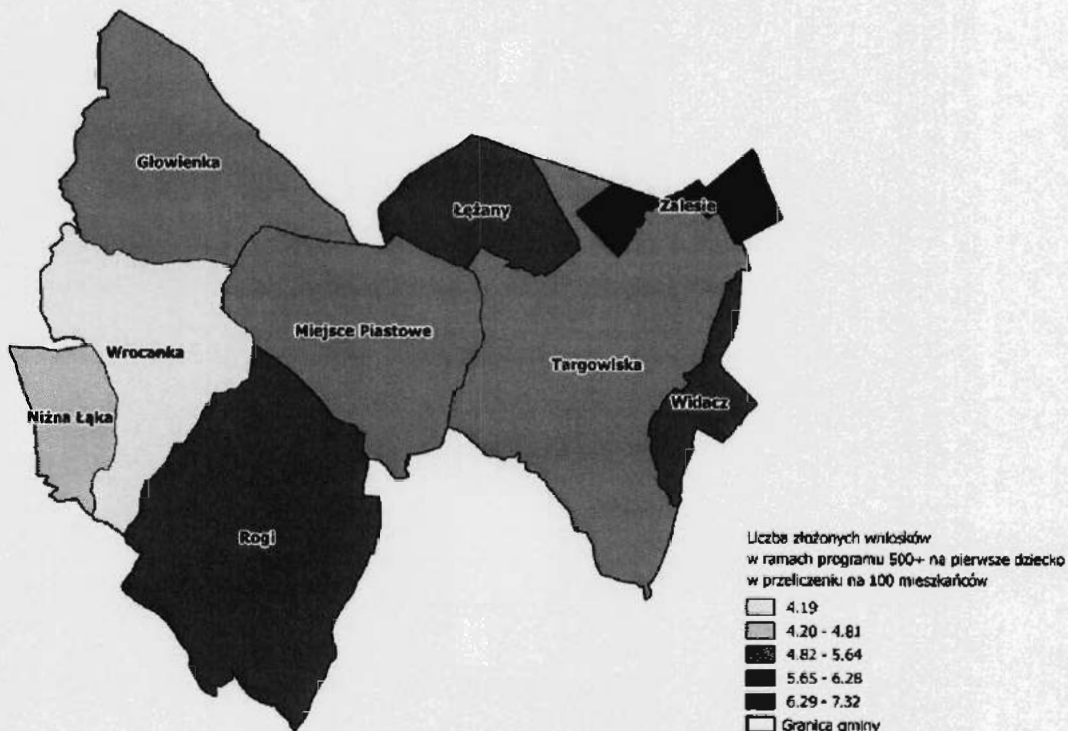 Głowienka
Łężany
Zalesie
Miejsce Piastowe
Wrocanka
Targowiska
Niżna Łąka
Widacz
Rogi
Liczba złożonych wniosków
w ramach programu 500+ na pierwsze dziecko
w przeliczeniu na 100 mieszkańców
4.19
4.20 - 4.81
4.82 - 5.64
5.65 - 6.28
6.29 - 7.32
Granica gminy